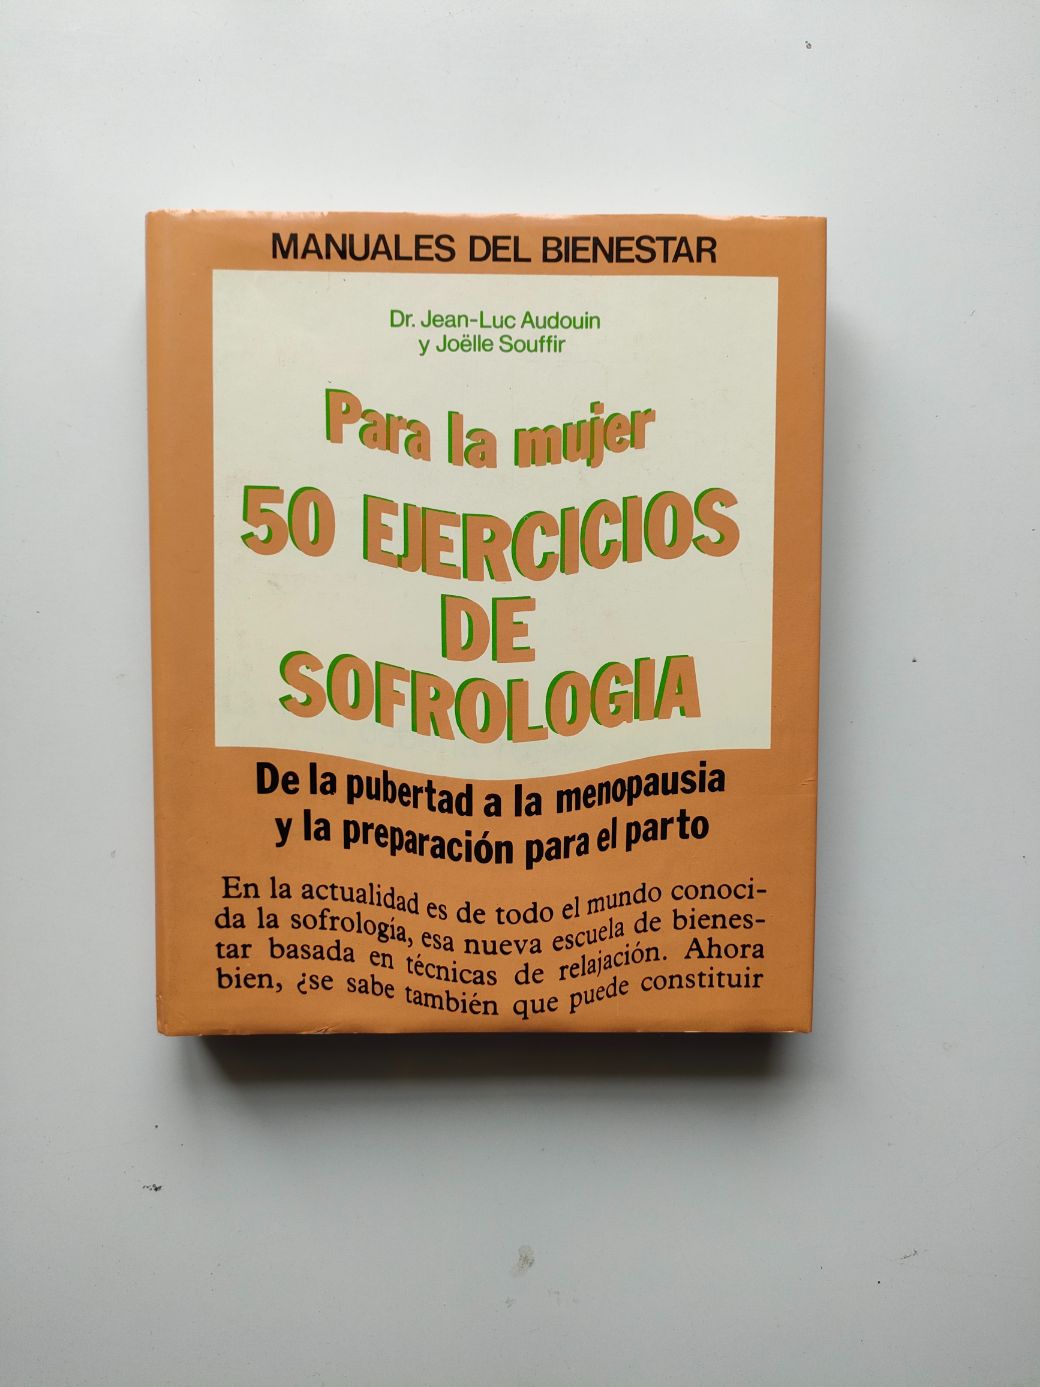 MANUALES DEL BIENESTAR
Dr. Jean-Luc Audouin
y Joëlle Souffir
Para la mujer
50 EJERCICIOS
DE
SOFROLOGIA
De la pubertad a la menopausia
y la preparación para el parto
En la actualidad es de todo el mundo conoci-
da la sofrología, esa nueva escuela de bienes-
tar basada en técnicas de relajación. Ahora
bien, ¿se sabe también que puede constituir